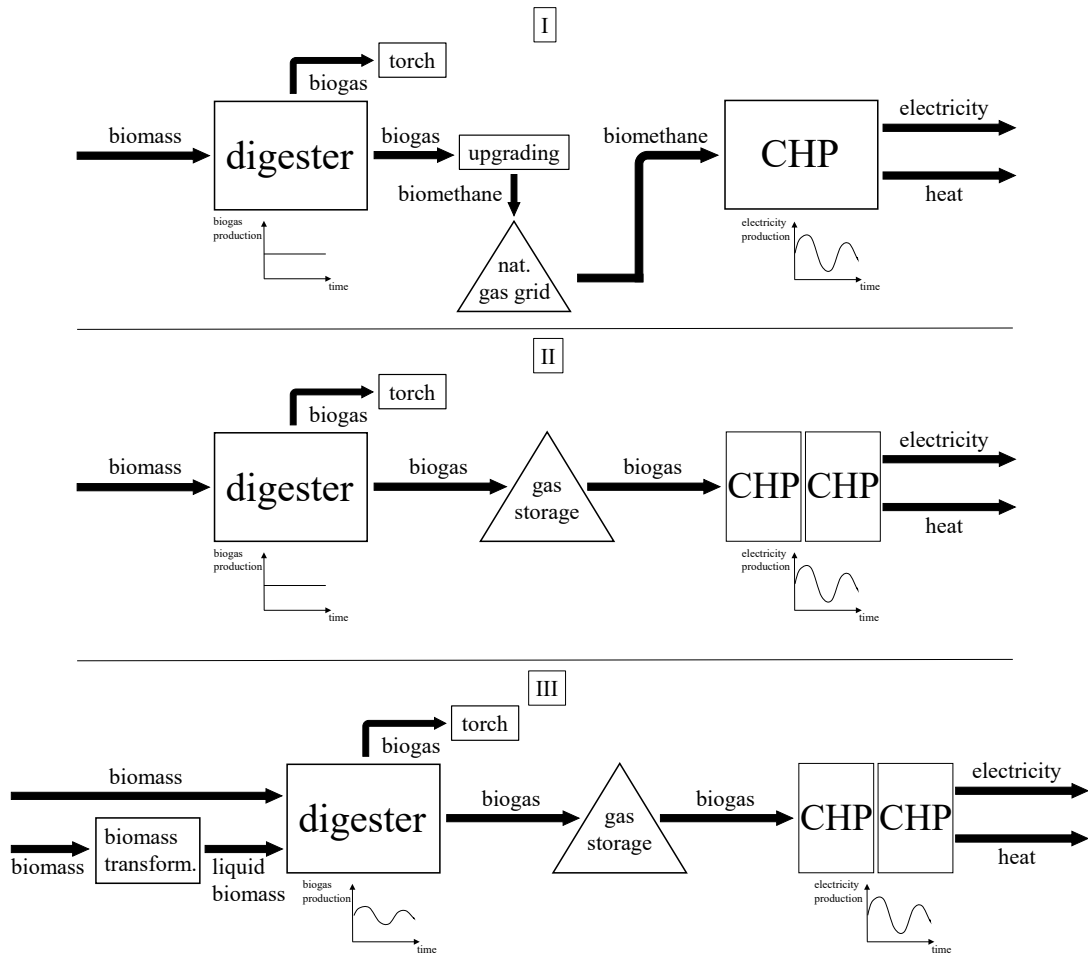 I
torch
biogas
electricity
biomass
digester
biogas
upgrading
biomethane
CHP
biomethane
heat
biogas
production
time
nat.
gas grid
electricity
production
time
II
torch
biogas
electricity
biomass
digester
biogas
gas
storage
biogas
CHP
CHP
heat
biogas
production
time
electricity
production
time
III
torch
biogas
electricity
biomass
digester
biogas
gas
storage
biogas
CHP
CHP
heat
biomass
biomass
transform.
liquid
biomass
biogas
production
time
electricity
production
time